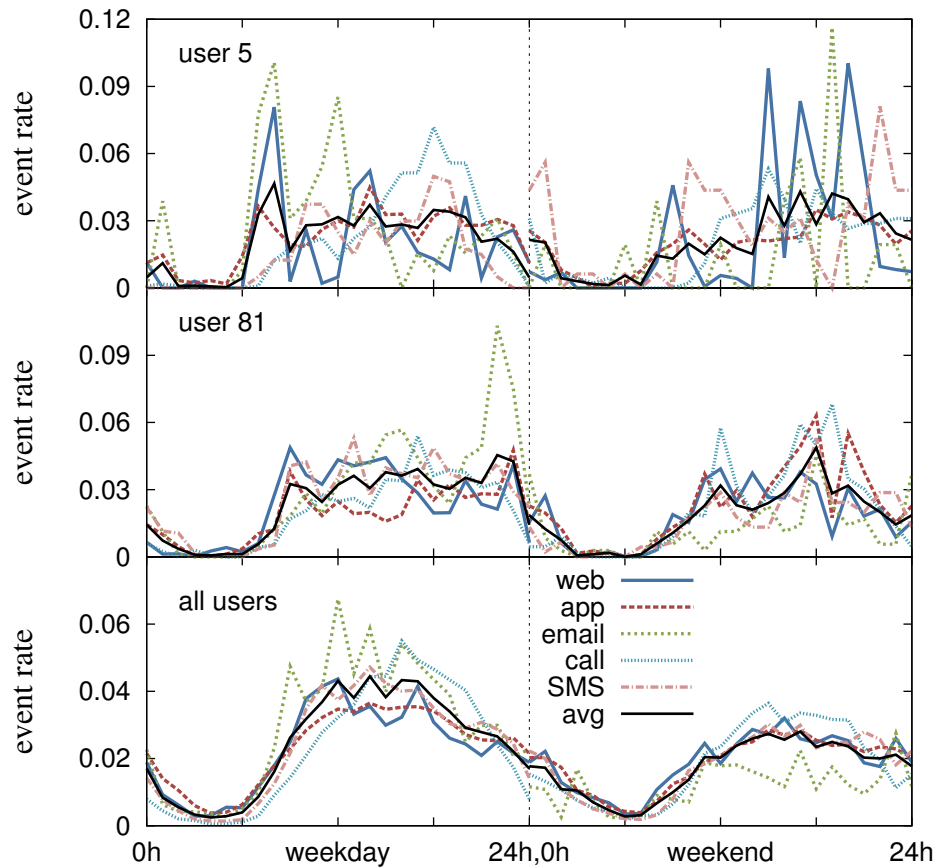 0.12
user 5
0.09
event rate
0.06
0.03
0
user 81
0.09
event rate
0.06
0.03
0
all users
web
app
0.06
email
event rate
call
0.04
SMS
avg
0.02
0
0h weekday 24h,0h weekend 24h